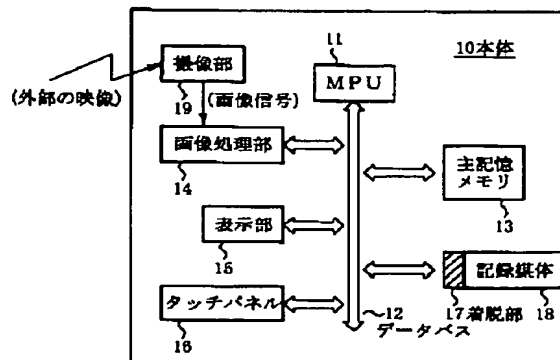 10本体
11
MPU
撮像部
(外部の映像)
19
(画像信号)
画像処理部
14
主記憶
メモリ
13
表示部
15
記録媒体
17着脱部 18
タッチパネル
16
12
データバス